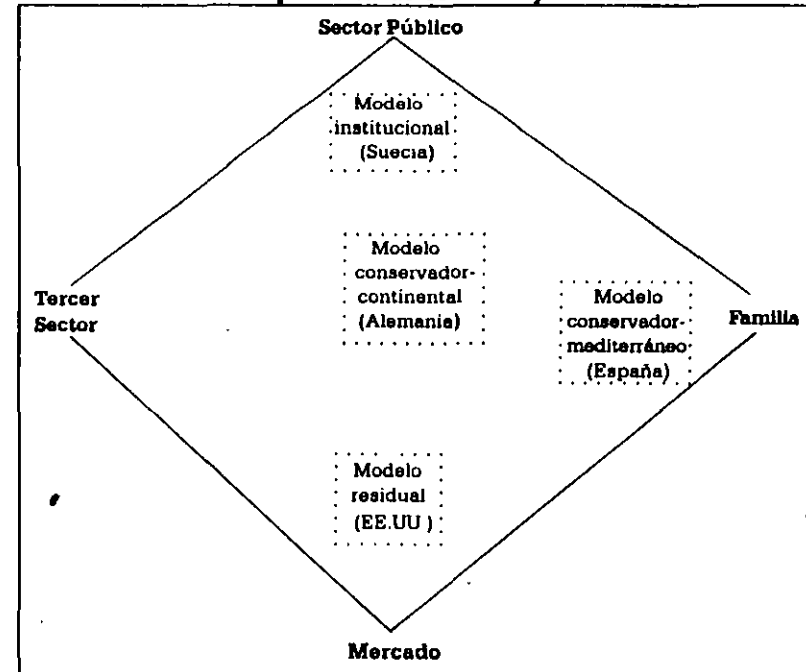 Sector Público
Modelo
institucional
(Suecia)
Modelo
conservador-
continental
(Alemania)
Tercer
Sector
Modelo
conservador-
mediterráneo
(España)
Familia
Modelo
residual
(EE.UU )
Mercado